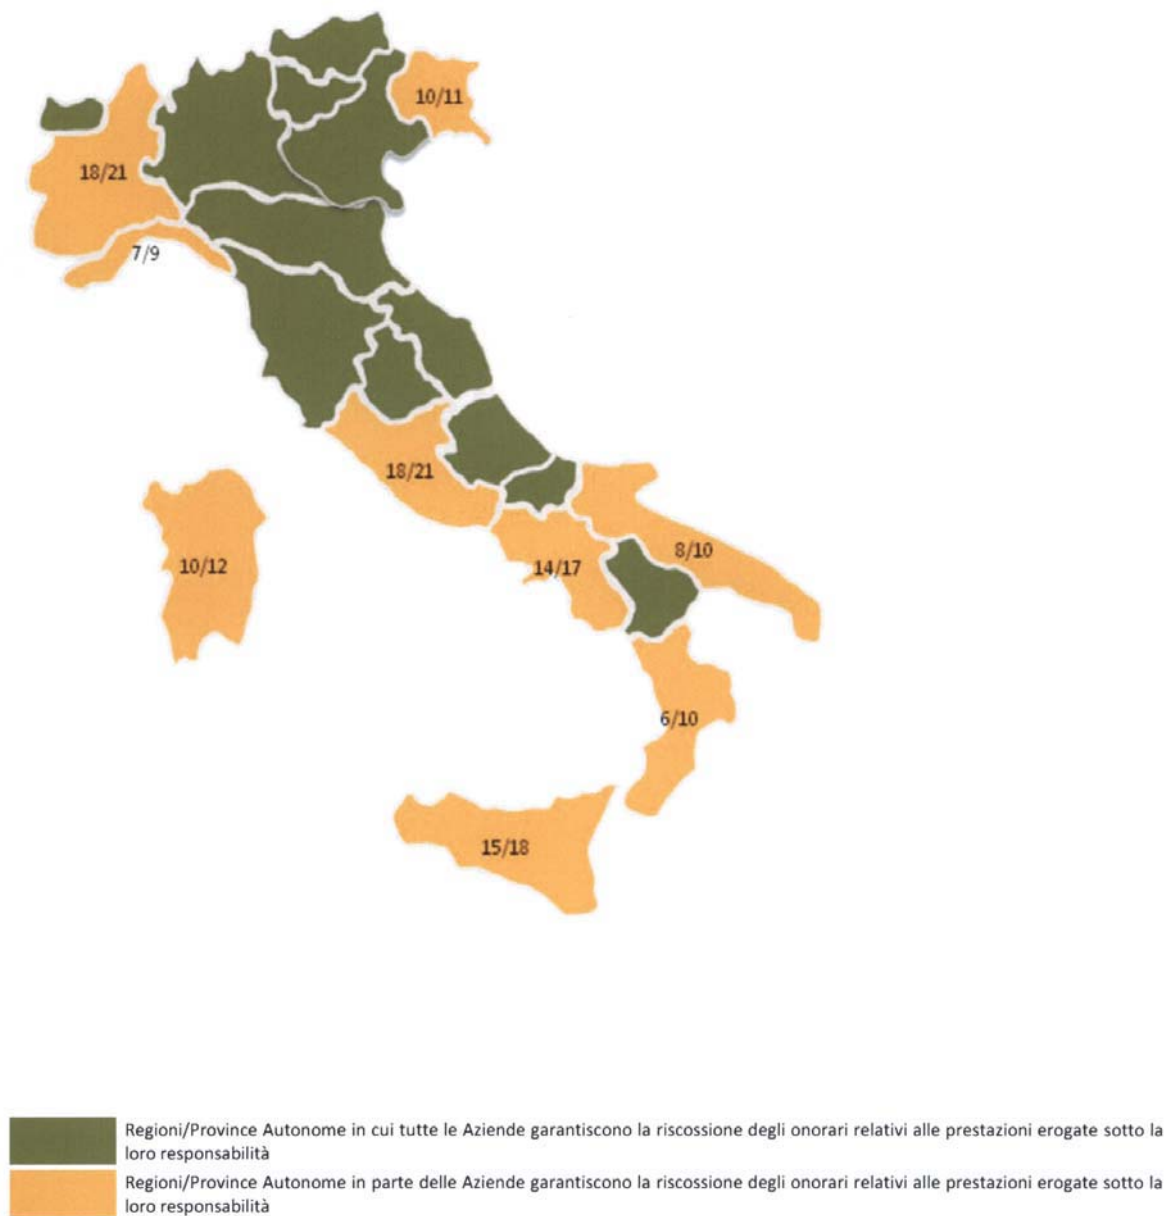 10/11
18/21
7/9
18/21
8/10
10/12
14/17
6/10
15/18
Regioni/Province Autonome in cui tutte le Aziende garantiscono la riscossione degli onorari relativi alle prestazioni erogate sotto la
loro responsabilità
Regioni/Province Autonome in parte delle Aziende garantiscono la riscossione degli onorari relativi alle prestazioni erogate sotto la
loro responsabilità